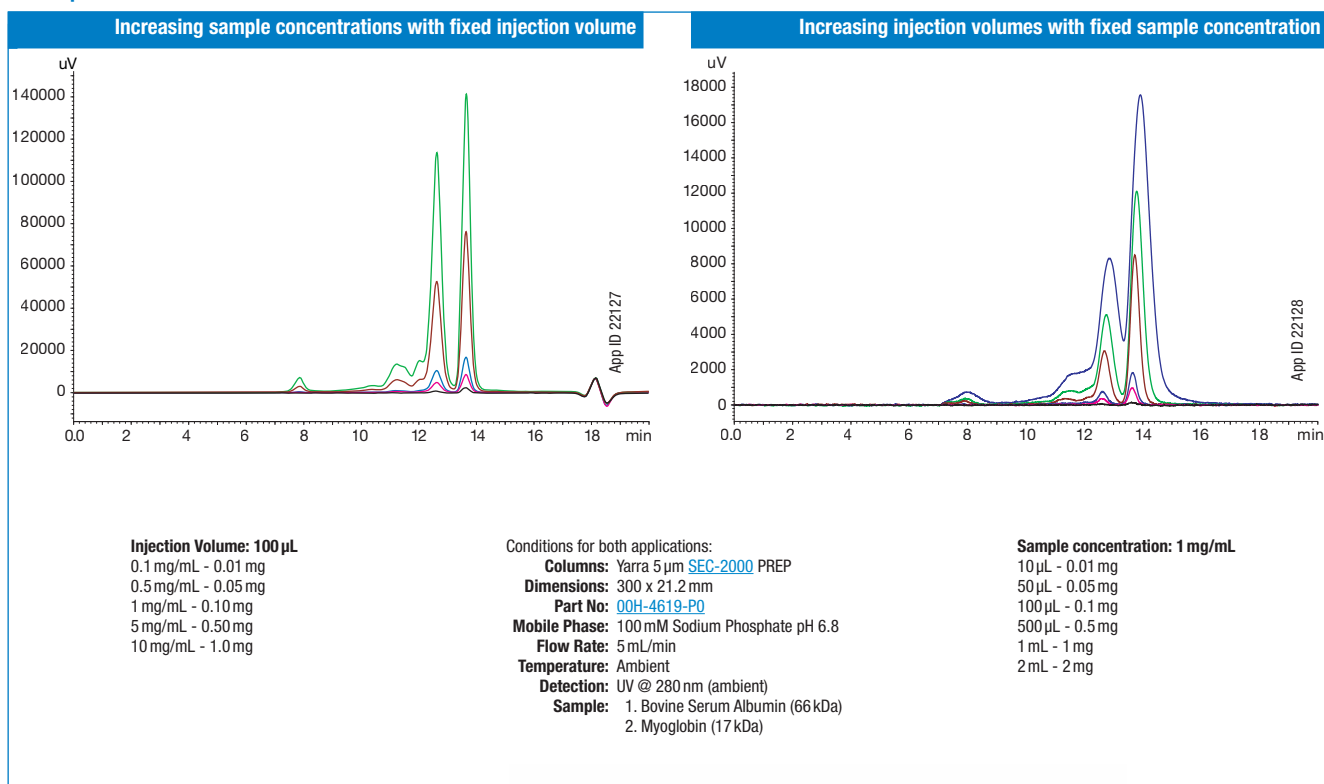 Increasing sample concentrations with fixed injection volume
uV
140000
120000
100000
80000
60000
40000
20000
0
0.0 2 4 6 8 10 12 14 16 18 min
App ID 22127
Increasing injection volumes with fixed sample concentration
uV
18000
16000
14000
12000
10000
8000
6000
4000
2000
0
0.0 2 4 6 8 10 12 14 16 18 min
App ID 22128
Injection Volume: 100 µL
0.1 mg/mL - 0.01 mg
0.5 mg/mL - 0.05 mg
1 mg/mL - 0.10 mg
5 mg/mL - 0.50 mg
10 mg/mL - 1.0 mg
Conditions for both applications:
Columns: Yarra 5 µm SEC-2000 PREP
Dimensions: 300 x 21.2 mm
Part No: 00H-4619-P0
Mobile Phase: 100 mM Sodium Phosphate pH 6.8
Flow Rate: 5 mL/min
Temperature: Ambient
Detection: UV @ 280 nm (ambient)
Sample: 1. Bovine Serum Albumin (66 kDa)
2. Myoglobin (17 kDa)
Sample concentration: 1 mg/mL
10 µL - 0.01 mg
50 µL - 0.05 mg
100 µL - 0.1 mg
500 µL - 0.5 mg
1 mL - 1 mg
2 mL - 2 mg